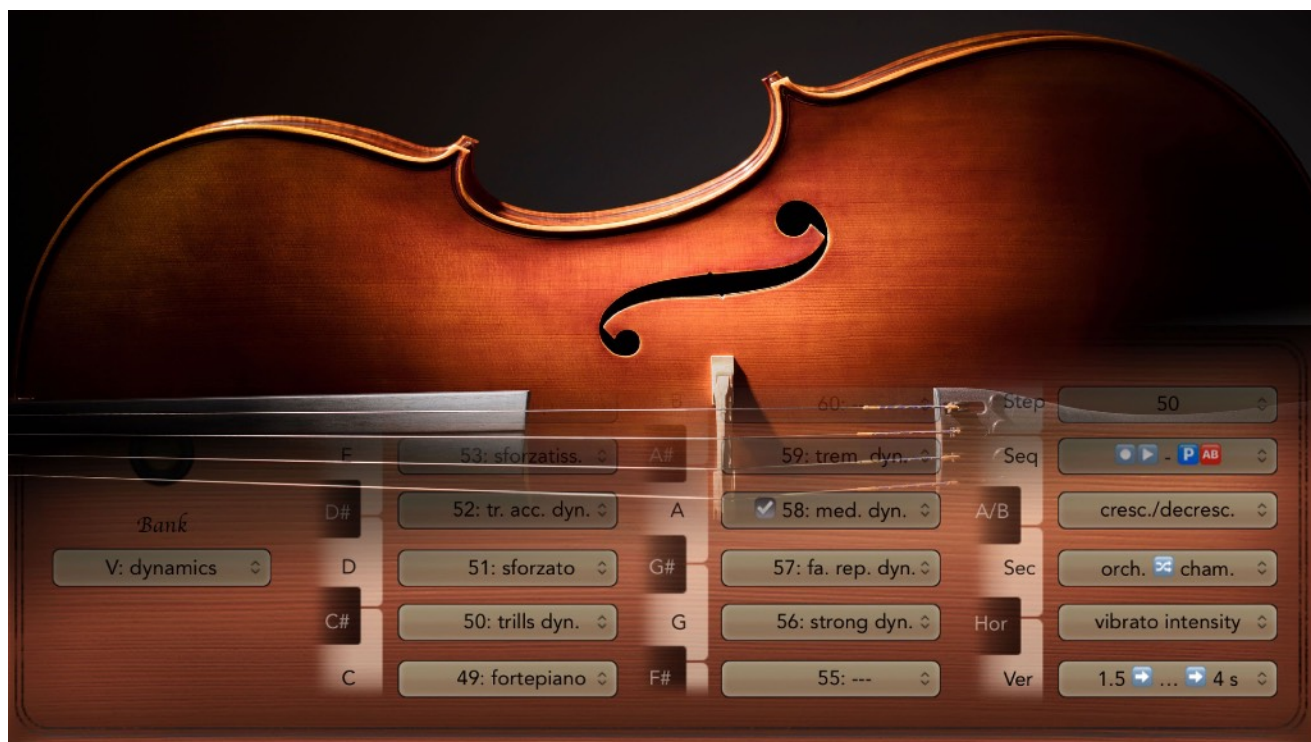 B 60: -- Step 50
F 53: sforzatiss. A# 59: trem. dyn. Seq - P AB
D# 52: tr. acc. dyn. A 58: med. dyn. A/B cresc./decresc.
Bank
V: dynamics D 51: sforzato G# 57: fa. rep. dyn. Sec orch. cham.
C# 50: trills dyn. G 56: strong dyn. Hor vibrato intensity
C 49: fortepiano F# 55: --- Ver 1.5 ... 4 s